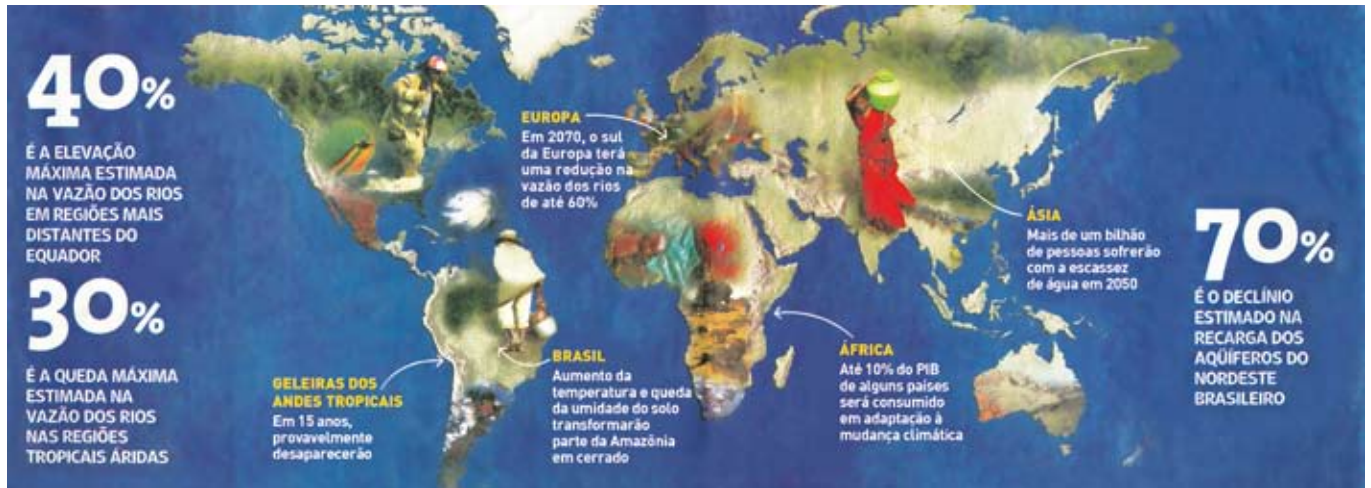 40%
É A ELEVAÇÃO
MÁXIMA ESTIMADA
NA VAZÃO DOS RIOS
EM REGIÕES MAIS
DISTANTES DO
EQUADOR
30%
É A QUEDA MÁXIMA
ESTIMADA NA
VAZÃO DOS RIOS
NAS REGIÕES
TROPICAIS ÁRIDAS
GELEIRAS DOS
ANDES TROPICAIS
Em 15 anos,
provavelmente
desaparecerão
EUROPA
Em 2070, o sul
da Europa terá
uma redução na
vazão dos rios
de até 60%
BRASIL
Aumento da
temperatura e queda
da umidade do solo
transformarão
parte da Amazônia
em cerrado
ÁFRICA
Até 10% do PIB
de alguns países
será consumido
em adaptação à
mudança climática
ÁSIA
Mais de um bilhão
de pessoas sofrerão
com a escassez
de água em 2050
70%
É O DECLÍNIO
ESTIMADO NA
RECARGA DOS
AQÜÍFEROS DO
NORDESTE
BRASILEIRO